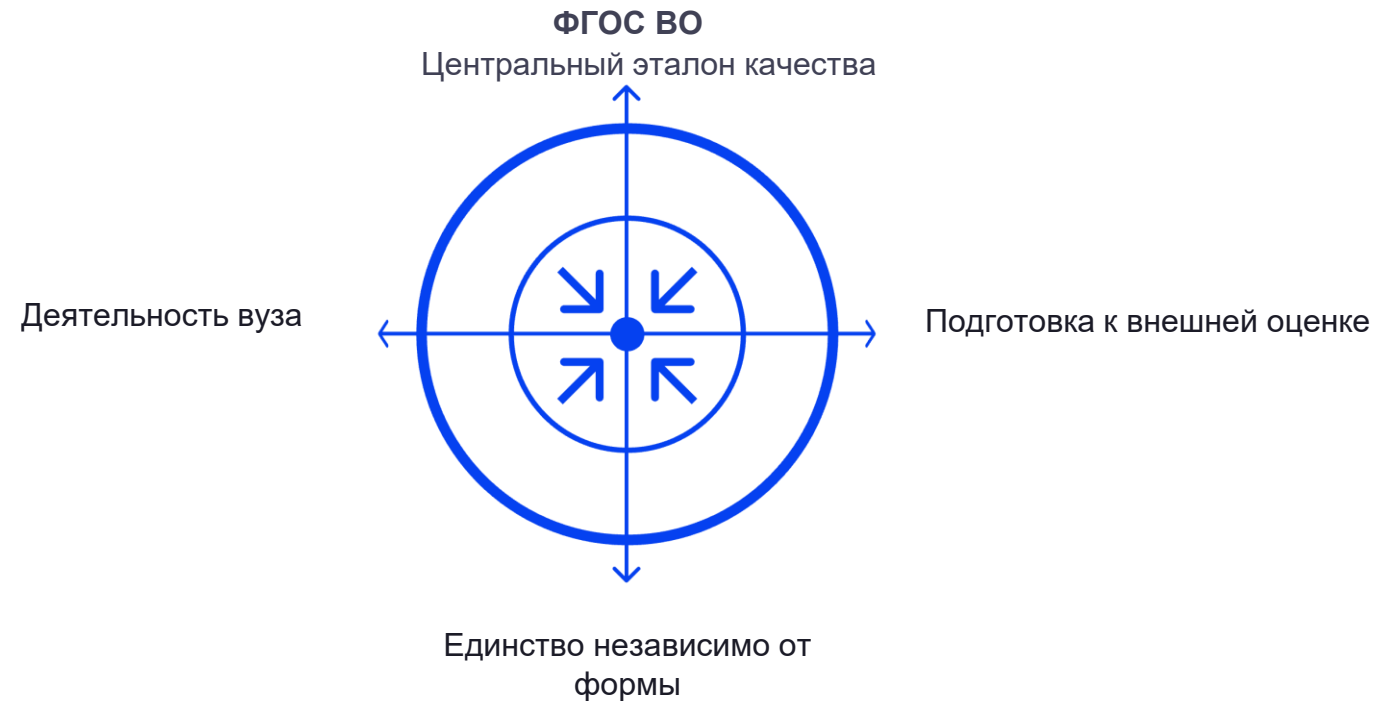 ФГОС ВО
Центральный эталон качества
Деятельность вуза
Подготовка к внешней оценке
Единство независимо от
формы